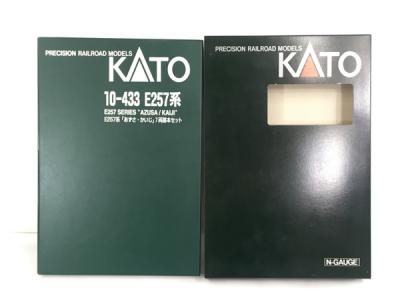 PRECISION RAILROAD MODELS
KATO
10-433 E257系
E257 SERIES "AZUSA / KAIJI"
E257系「あずさ・かいじ」7両基本セット
PRECISION RAILROAD MODELS
KATO
N-GAUGE